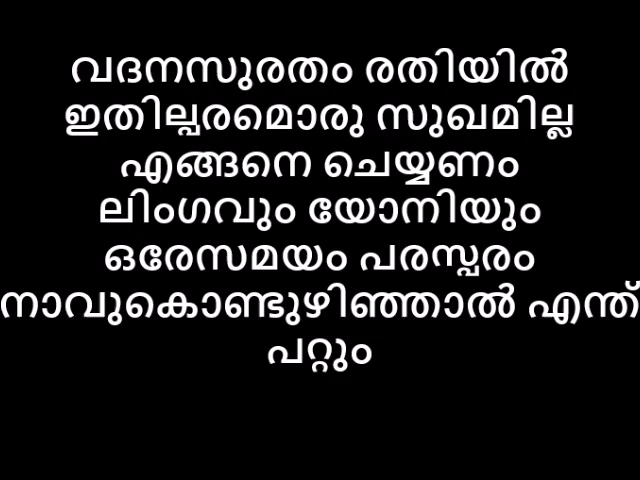 വദനസുരതം രതിയിൽ
ഇതില്പരമൊരു സുഖമില്ല
എങ്ങനെ ചെയ്യണം
ലിംഗവും യോനിയും
ഒരേസമയം പരസ്പരം
നാവുകൊണ്ടുഴിഞ്ഞാൽ എന്ത്
പറ്റും